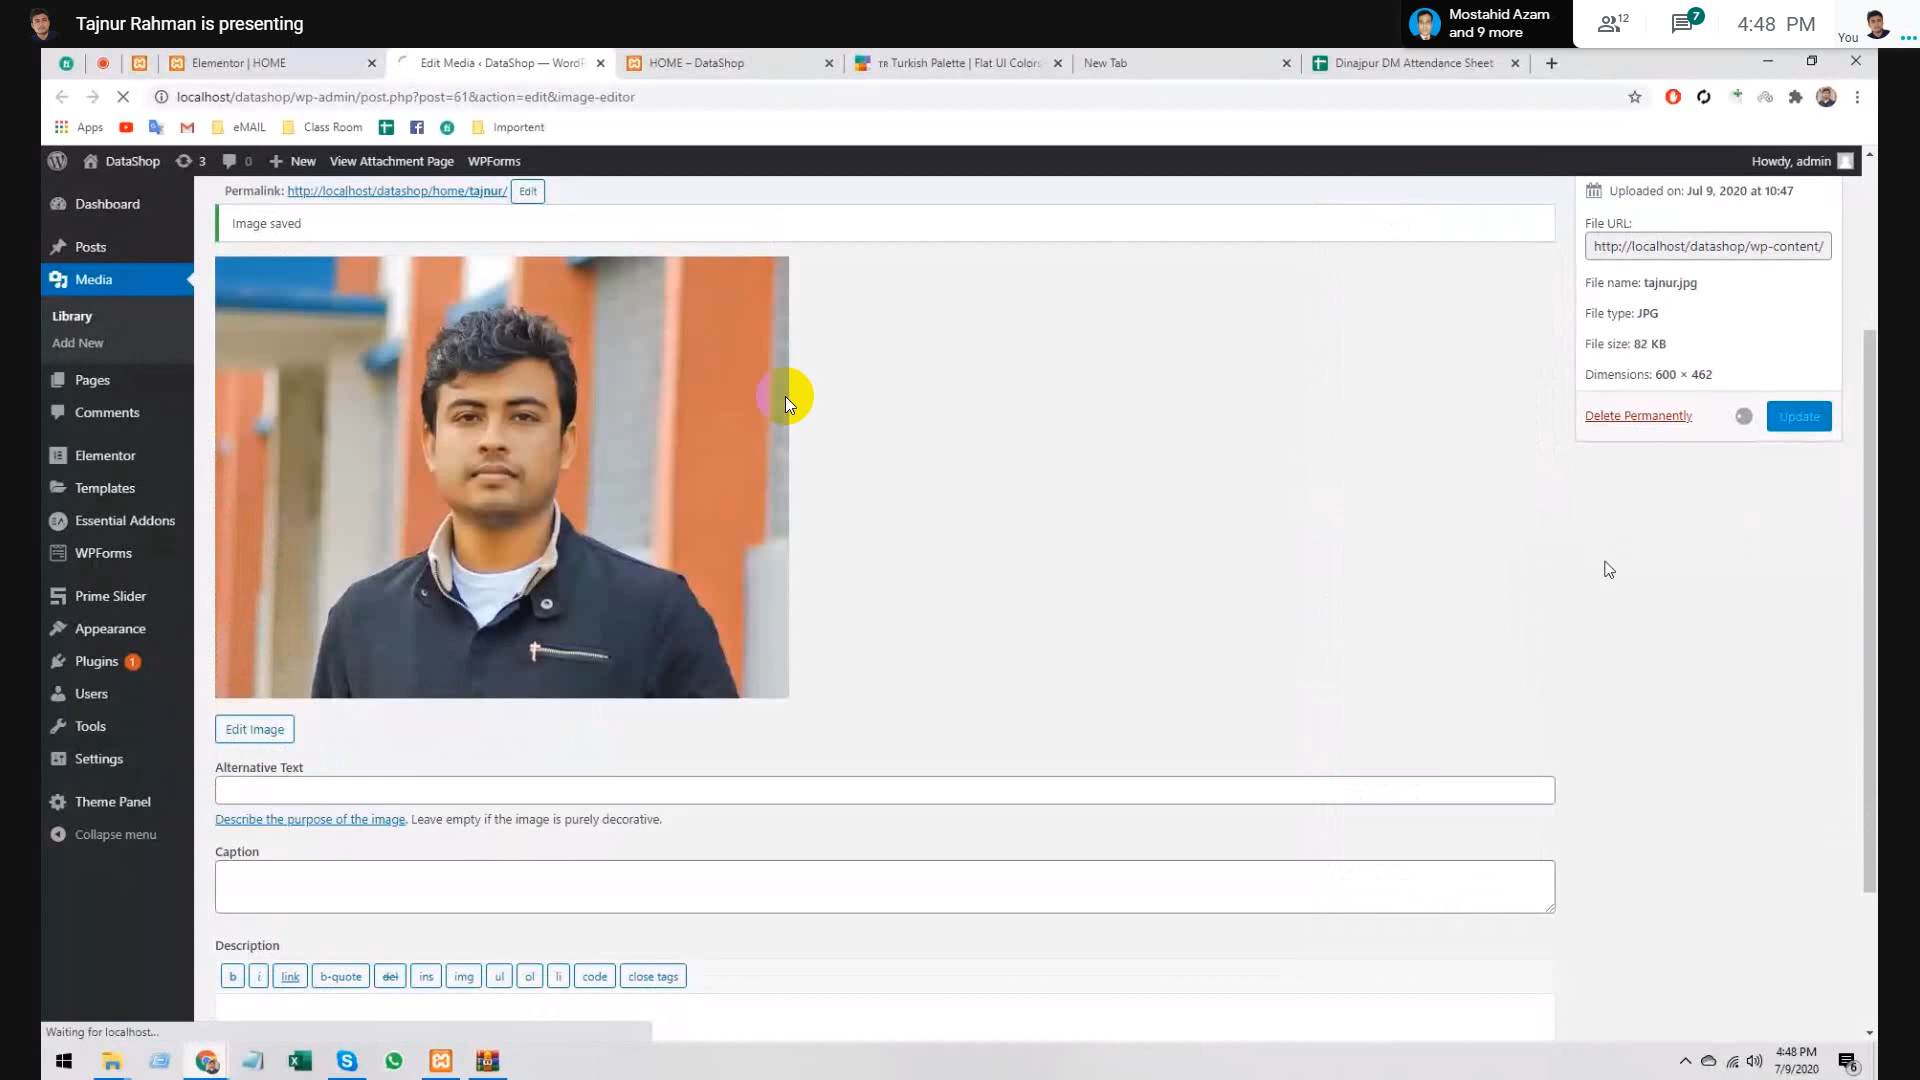 Tajnur Rahman is presenting
Mostahid Azam
and 9 more
12
7
4:48 PM
You
Elementor | HOME
Edit Media ‹ DataShop — WordP
HOME – DataShop
TR Turkish Palette | Flat UI Colors
New Tab
Dinajpur DM Attendance Sheet
localhost/datashop/wp-admin/post.php?post=61&action=edit&image-editor
Apps
eMAIL
Class Room
Importent
DataShop
3
0
New
View Attachment Page
WPForms
Howdy, admin
Dashboard
Posts
Media
Library
Add New
Pages
Comments
Elementor
Templates
Essential Addons
WPForms
Prime Slider
Appearance
Plugins 1
Users
Tools
Settings
Theme Panel
Collapse menu
Permalink: http://localhost/datashop/home/tajnur/ Edit
Image saved
Edit Image
Alternative Text
Describe the purpose of the image. Leave empty if the image is purely decorative.
Caption
Description
b i link b-quote del ins img ul ol li code close tags
Uploaded on: Jul 9, 2020 at 10:47
File URL:
http://localhost/datashop/wp-content/
File name: tajnur.jpg
File type: JPG
File size: 82 KB
Dimensions: 600 × 462
Delete Permanently
Update
Waiting for localhost...
4:48 PM
7/9/2020
6